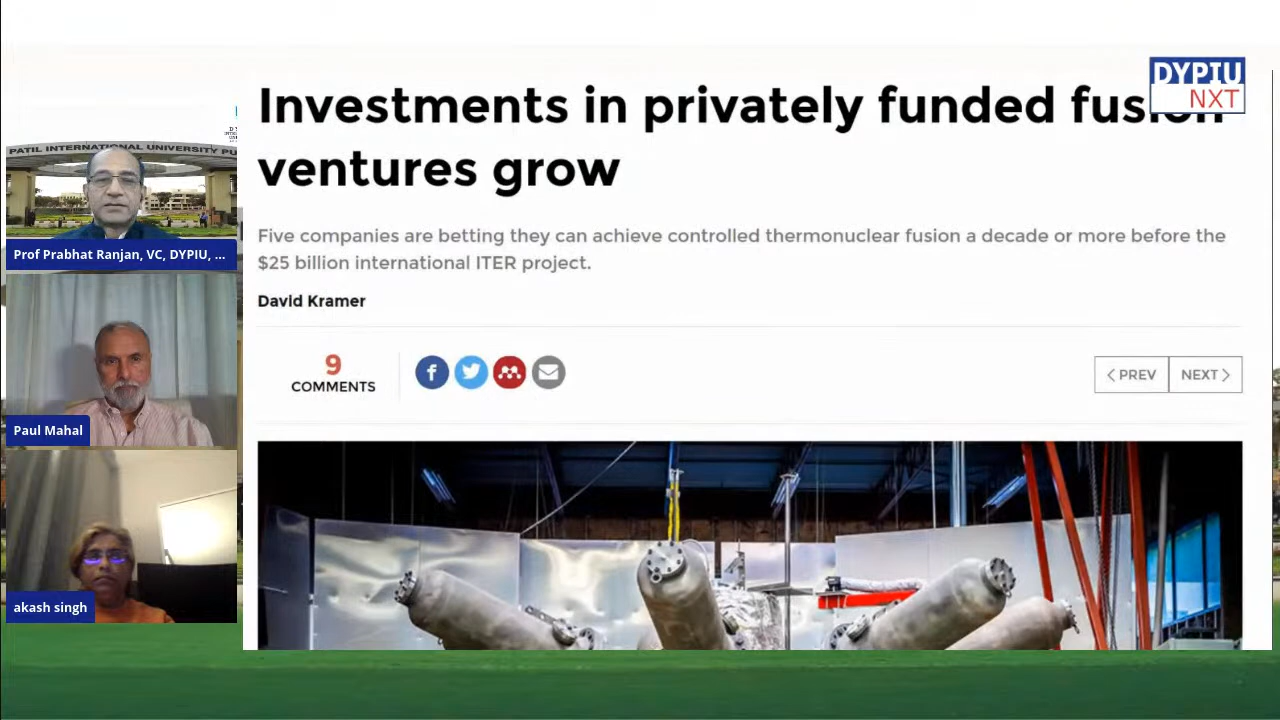 DYPIU
NXT
Investments in privately funded fusion
ventures grow
Five companies are betting they can achieve controlled thermonuclear fusion a decade or more before the
$25 billion international ITER project.
David Kramer
9
COMMENTS
PREV
NEXT
PATIL INTERNATIONAL UNIVERSITY PU
Prof Prabhat Ranjan, VC, DYPIU, ...
Paul Mahal
akash singh